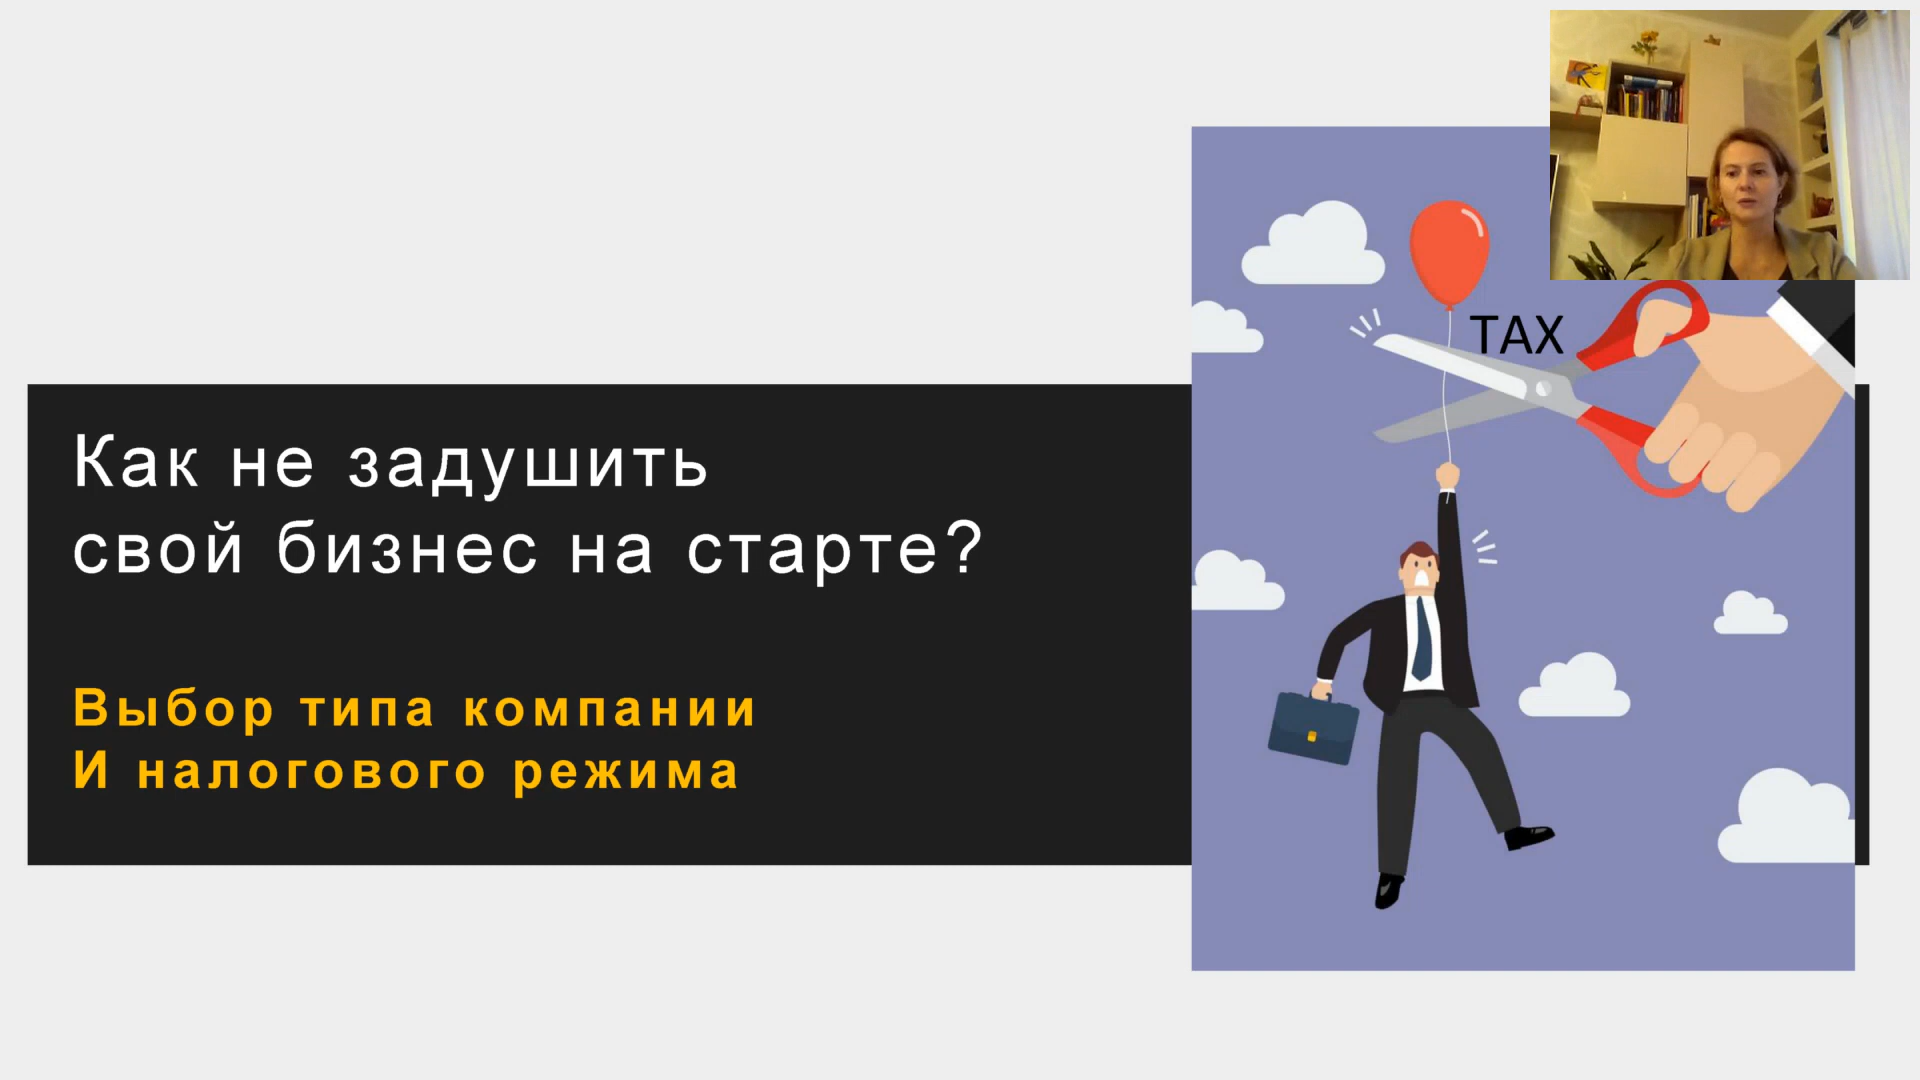 Как не задушить
свой бизнес на старте?
Выбор типа компании
И налогового режима
TAX